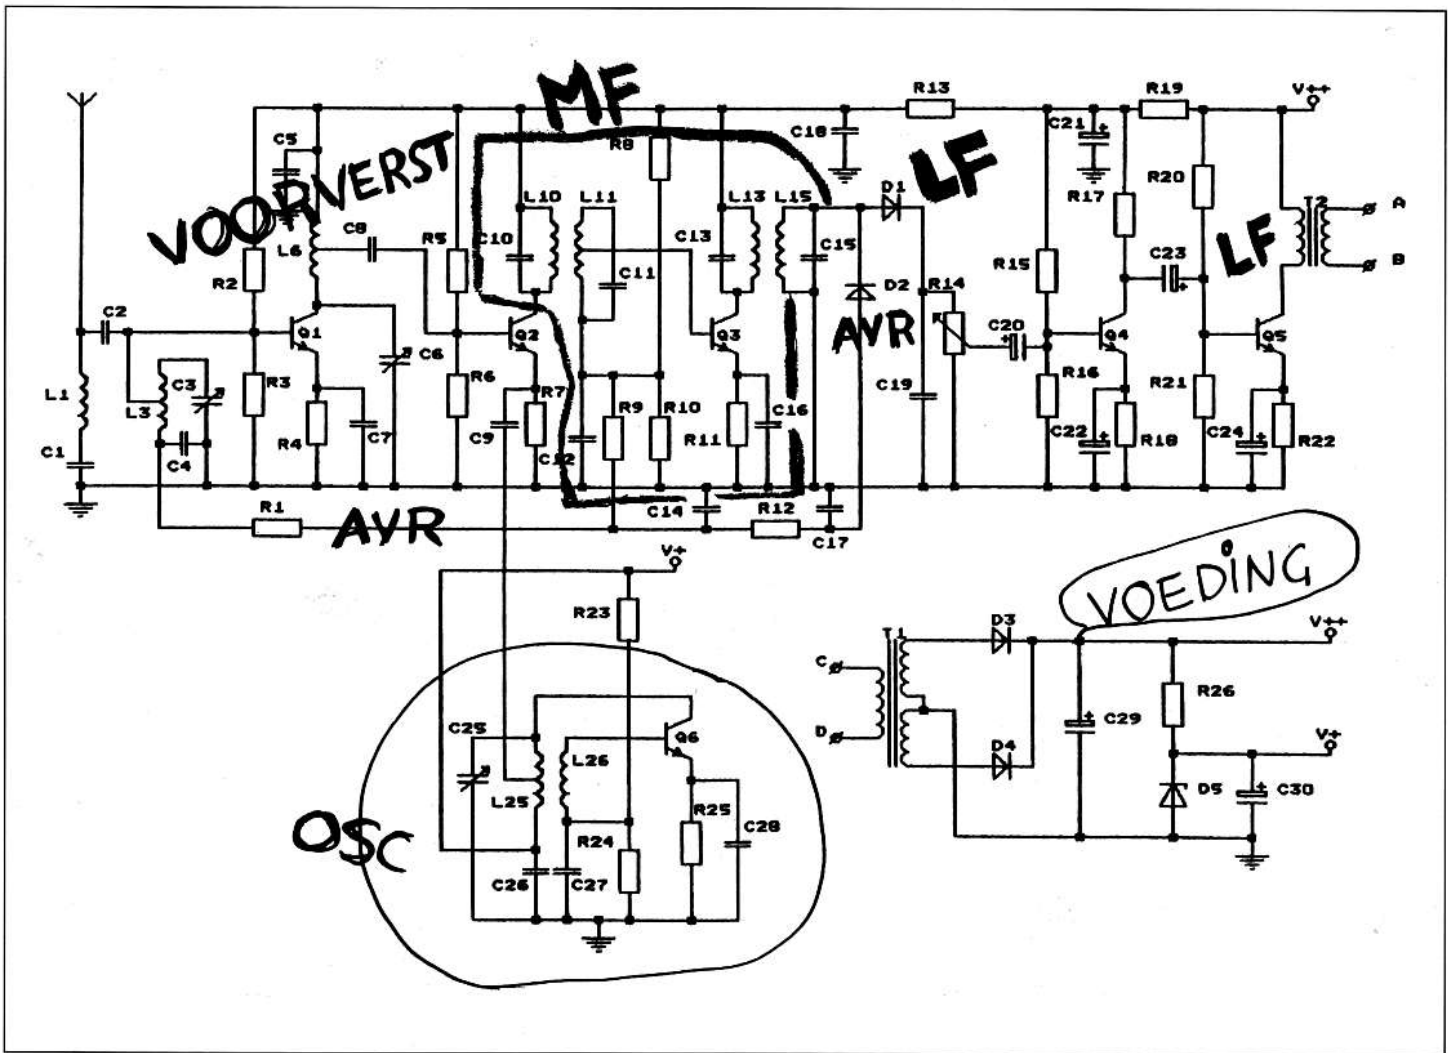 MF
VOORVERST
LF
LF
AVR
AVR
OSC
VOEDING
R13
R19
V++
C5
C18
C21
R8
L10
L11
L13
L15
D1
R17
R20
T2
A
B
C8
R5
L6
C10
C11
C13
C15
D2
R14
R15
C23
R2
C2
Q1
C6
Q2
Q3
C20
Q4
Q5
L1
C3
L3
R3
R6
R7
R9
R10
C16
C19
R16
R21
C1
C4
R4
C7
C9
C12
R11
C22
R18
C24
R22
R1
C14
R12
C17
V+
R23
C25
L25
L26
Q6
R24
R25
C28
C26
C27
T1
D3
V++
C
D
D4
C29
R26
V+
D5
C30